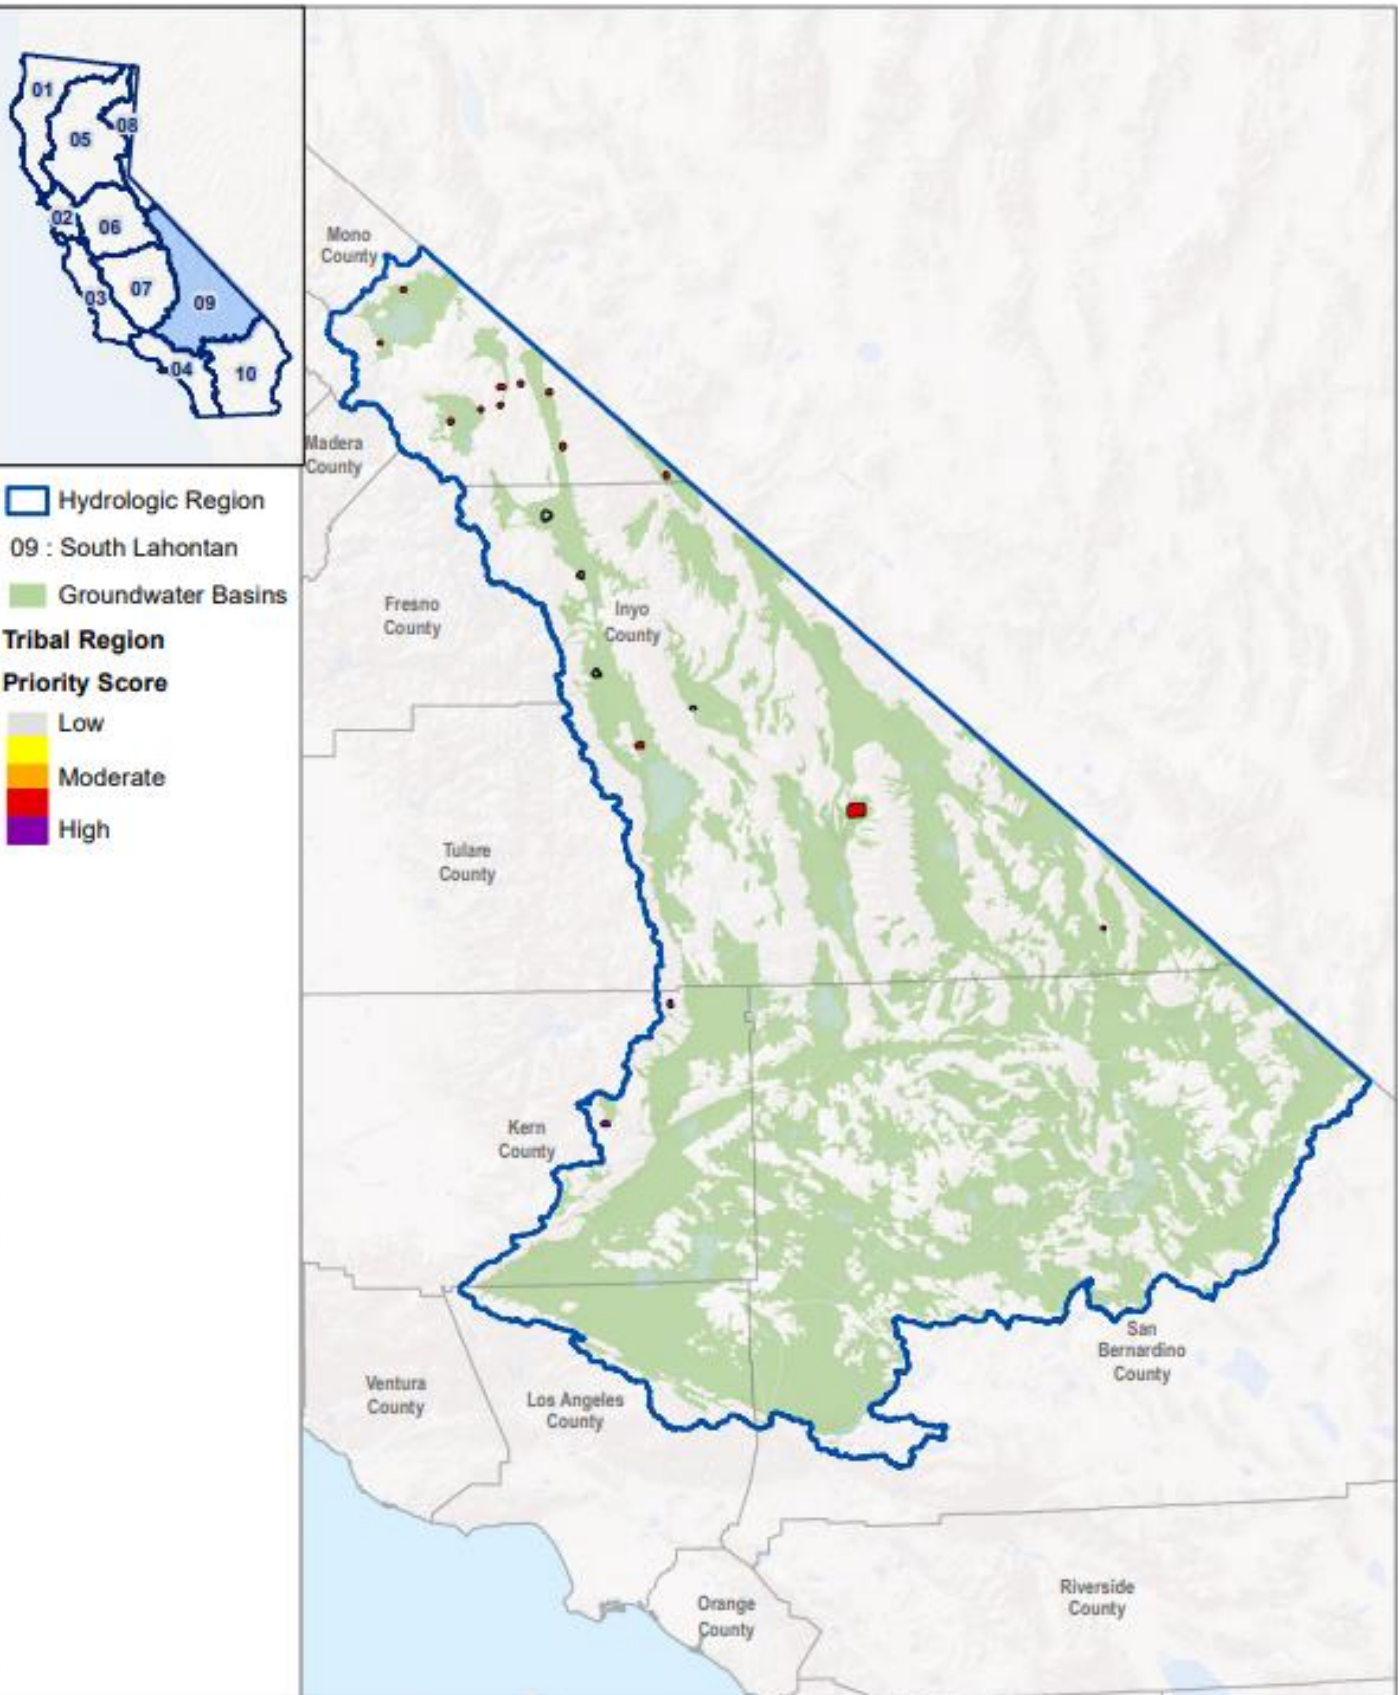 01
08
05
02
06
07
03
09
04
10
Hydrologic Region
09 : South Lahontan
Groundwater Basins
Tribal Region
Priority Score
Low
Moderate
High
Mono
County
Madera
County
Fresno
County
Inyo
County
Tulare
County
Kern
County
San
Bernardino
County
Ventura
County
Los Angeles
County
Riverside
County
Orange
County